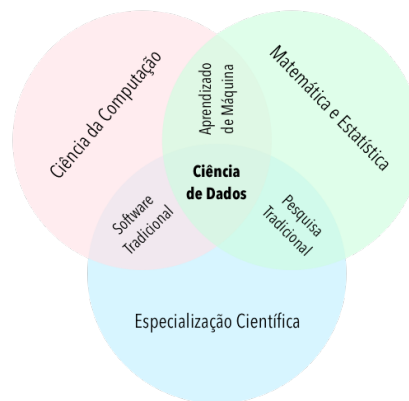 Ciência da Computação
Aprendizado
de Máquina
Matemática e Estatística
Ciência
de Dados
Software
Tradicional
Pesquisa
Tradicional
Especialização Científica